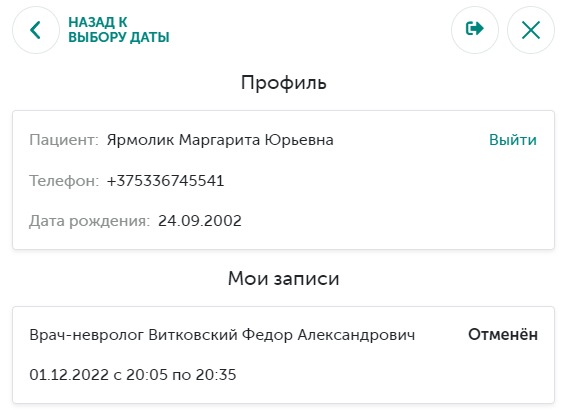 НАЗАД К
ВЫБОРУ ДАТЫ
Профиль
Пациент: Ярмолик Маргарита Юрьевна Выйти
Телефон: +375336745541
Дата рождения: 24.09.2002
Мои записи
Врач-невролог Витковский Федор Александрович Отменён
01.12.2022 с 20:05 по 20:35